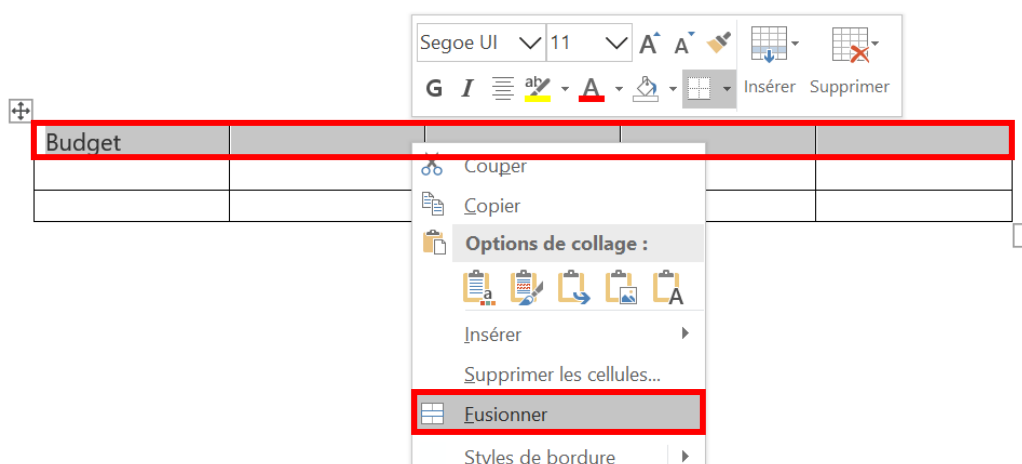 Segoe UI 11 A A
G I ab A Insérer Supprimer
Budget
Couper
Copier
Options de collage :
a A
Insérer
Supprimer les cellules...
Fusionner
Styles de bordure